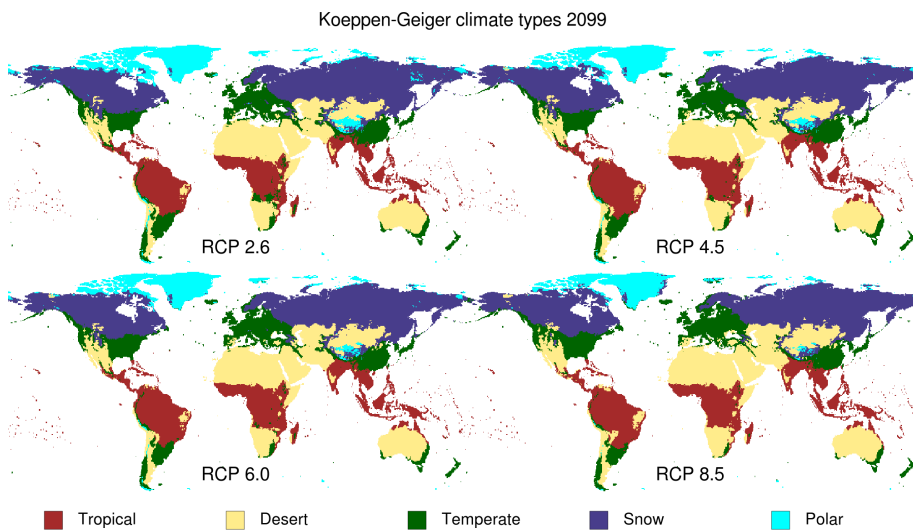 Koeppen-Geiger climate types 2099
RCP 2.6
RCP 4.5
RCP 6.0
RCP 8.5
Tropical
Desert
Temperate
Snow
Polar